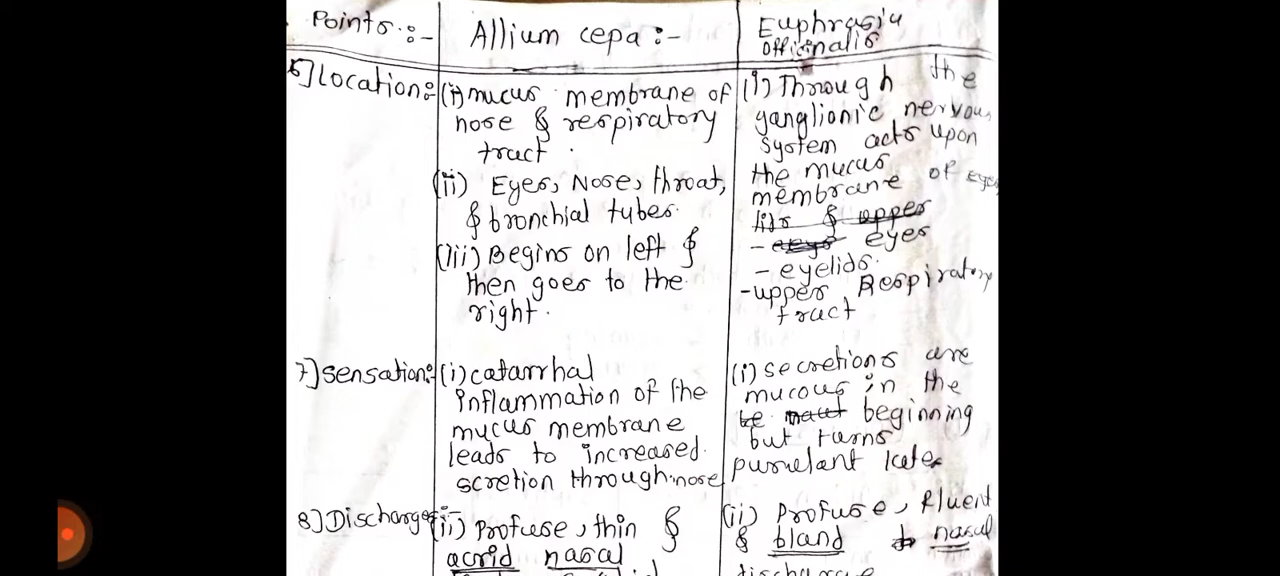 Points :-
Allium cepa :-
Euphrasia
Officinalis
6] Location :-
(i) mucus membrane of
nose & respiratory
tract .
(ii) Eyes, Nose, throat,
& bronchial tubes.
(iii) Begins on left &
then goes to the
right.
(i) Through the
ganglionic nervous
system acts upon
the mucus
membrane of eyes
lids & upper
- eyes
- eyelids.
- upper Respiratory
tract
7] sensation :-
(i) catarrhal
inflammation of the
mucus membrane
leads to increased
scretion through nose
(i) secretions are
mucous in the
beginning
but turns
purulant late
8] Discharge :-
(ii) Profuse, thin &
acrid nasal
(ii) Profuse, fluent
& bland nasal
discharge